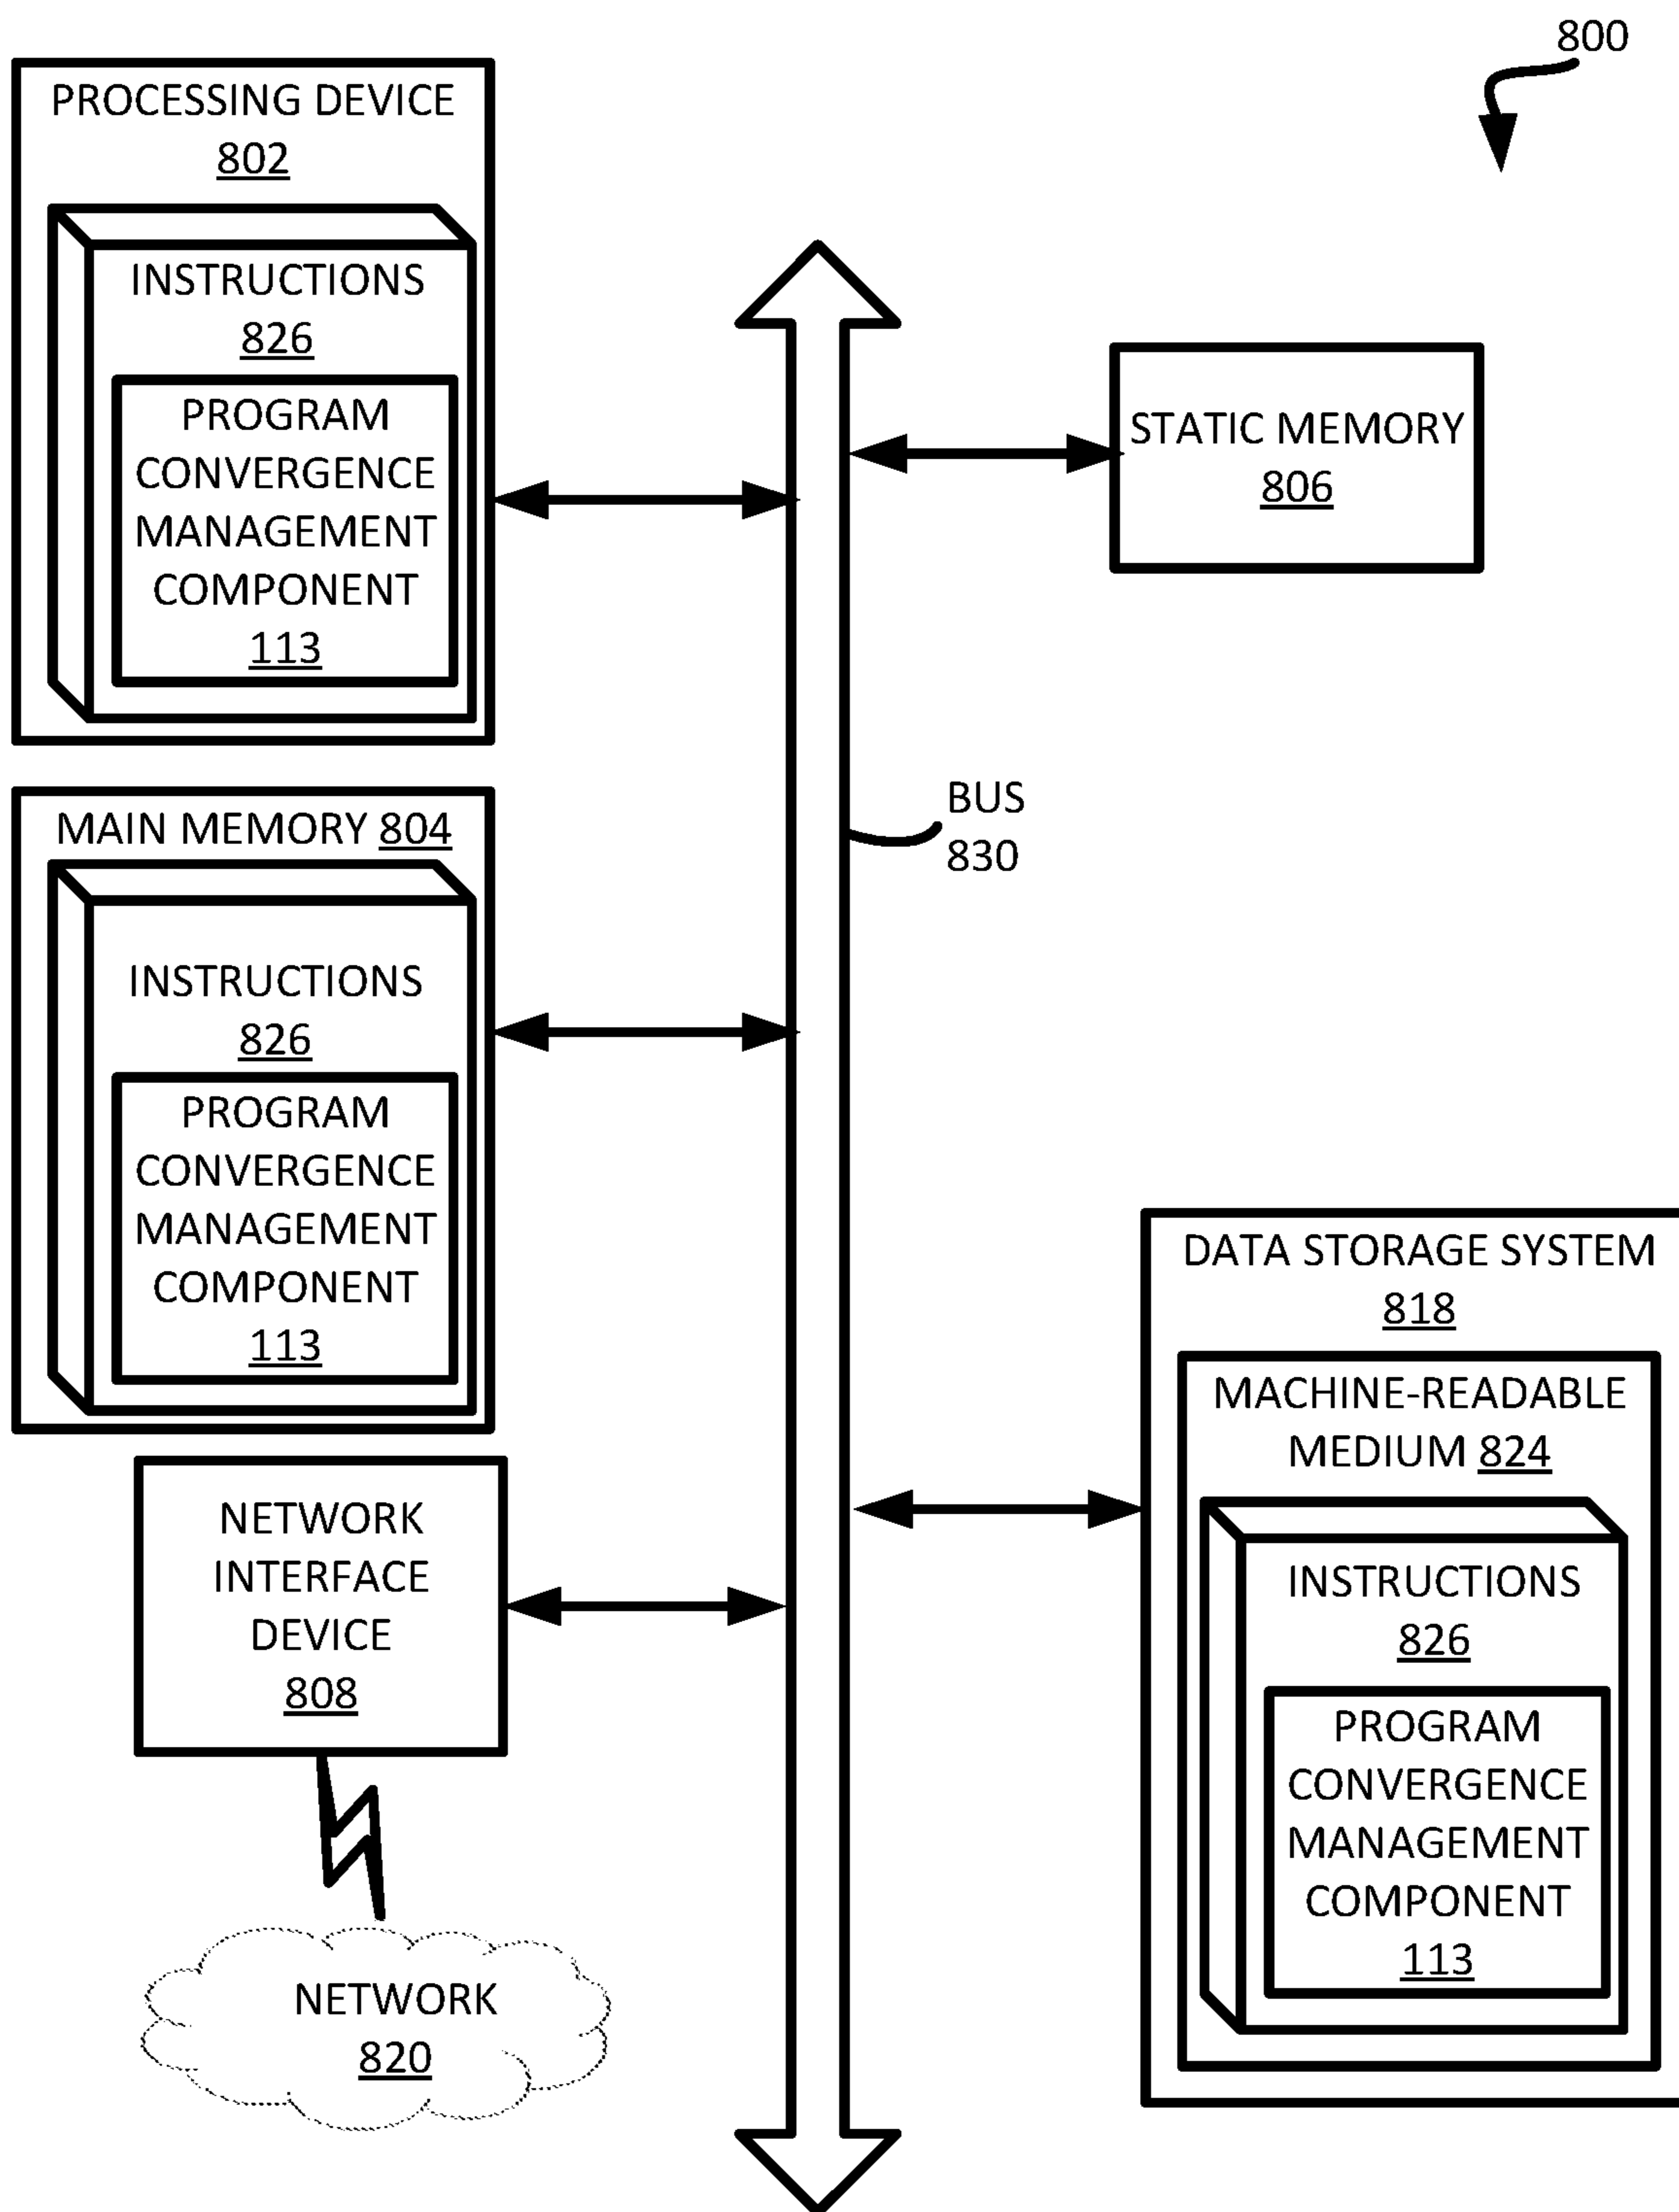 800
PROCESSING DEVICE
802
INSTRUCTIONS
826
PROGRAM
CONVERGENCE
MANAGEMENT
COMPONENT
113
STATIC MEMORY
806
BUS
830
MAIN MEMORY 804
INSTRUCTIONS
826
PROGRAM
CONVERGENCE
MANAGEMENT
COMPONENT
113
DATA STORAGE SYSTEM
818
MACHINE-READABLE
MEDIUM 824
INSTRUCTIONS
826
PROGRAM
CONVERGENCE
MANAGEMENT
COMPONENT
113
NETWORK
INTERFACE
DEVICE
808
NETWORK
820